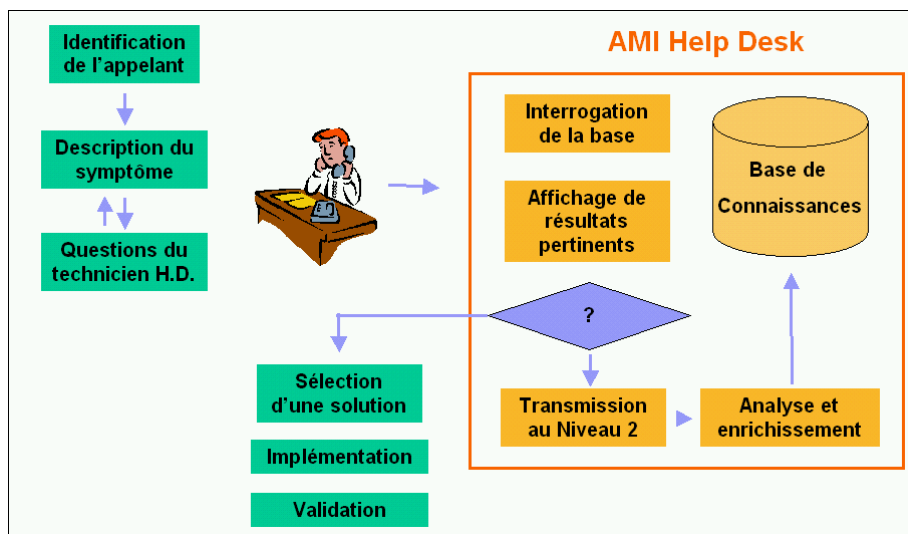 AMI Help Desk
Identification
de l'appelant
Description du
symptôme
Questions du
technicien H.D.
Interrogation
de la base
Affichage de
résultats
pertinents
Base de
Connaissances
?
Sélection
d'une solution
Implémentation
Validation
Transmission
au Niveau 2
Analyse et
enrichissement